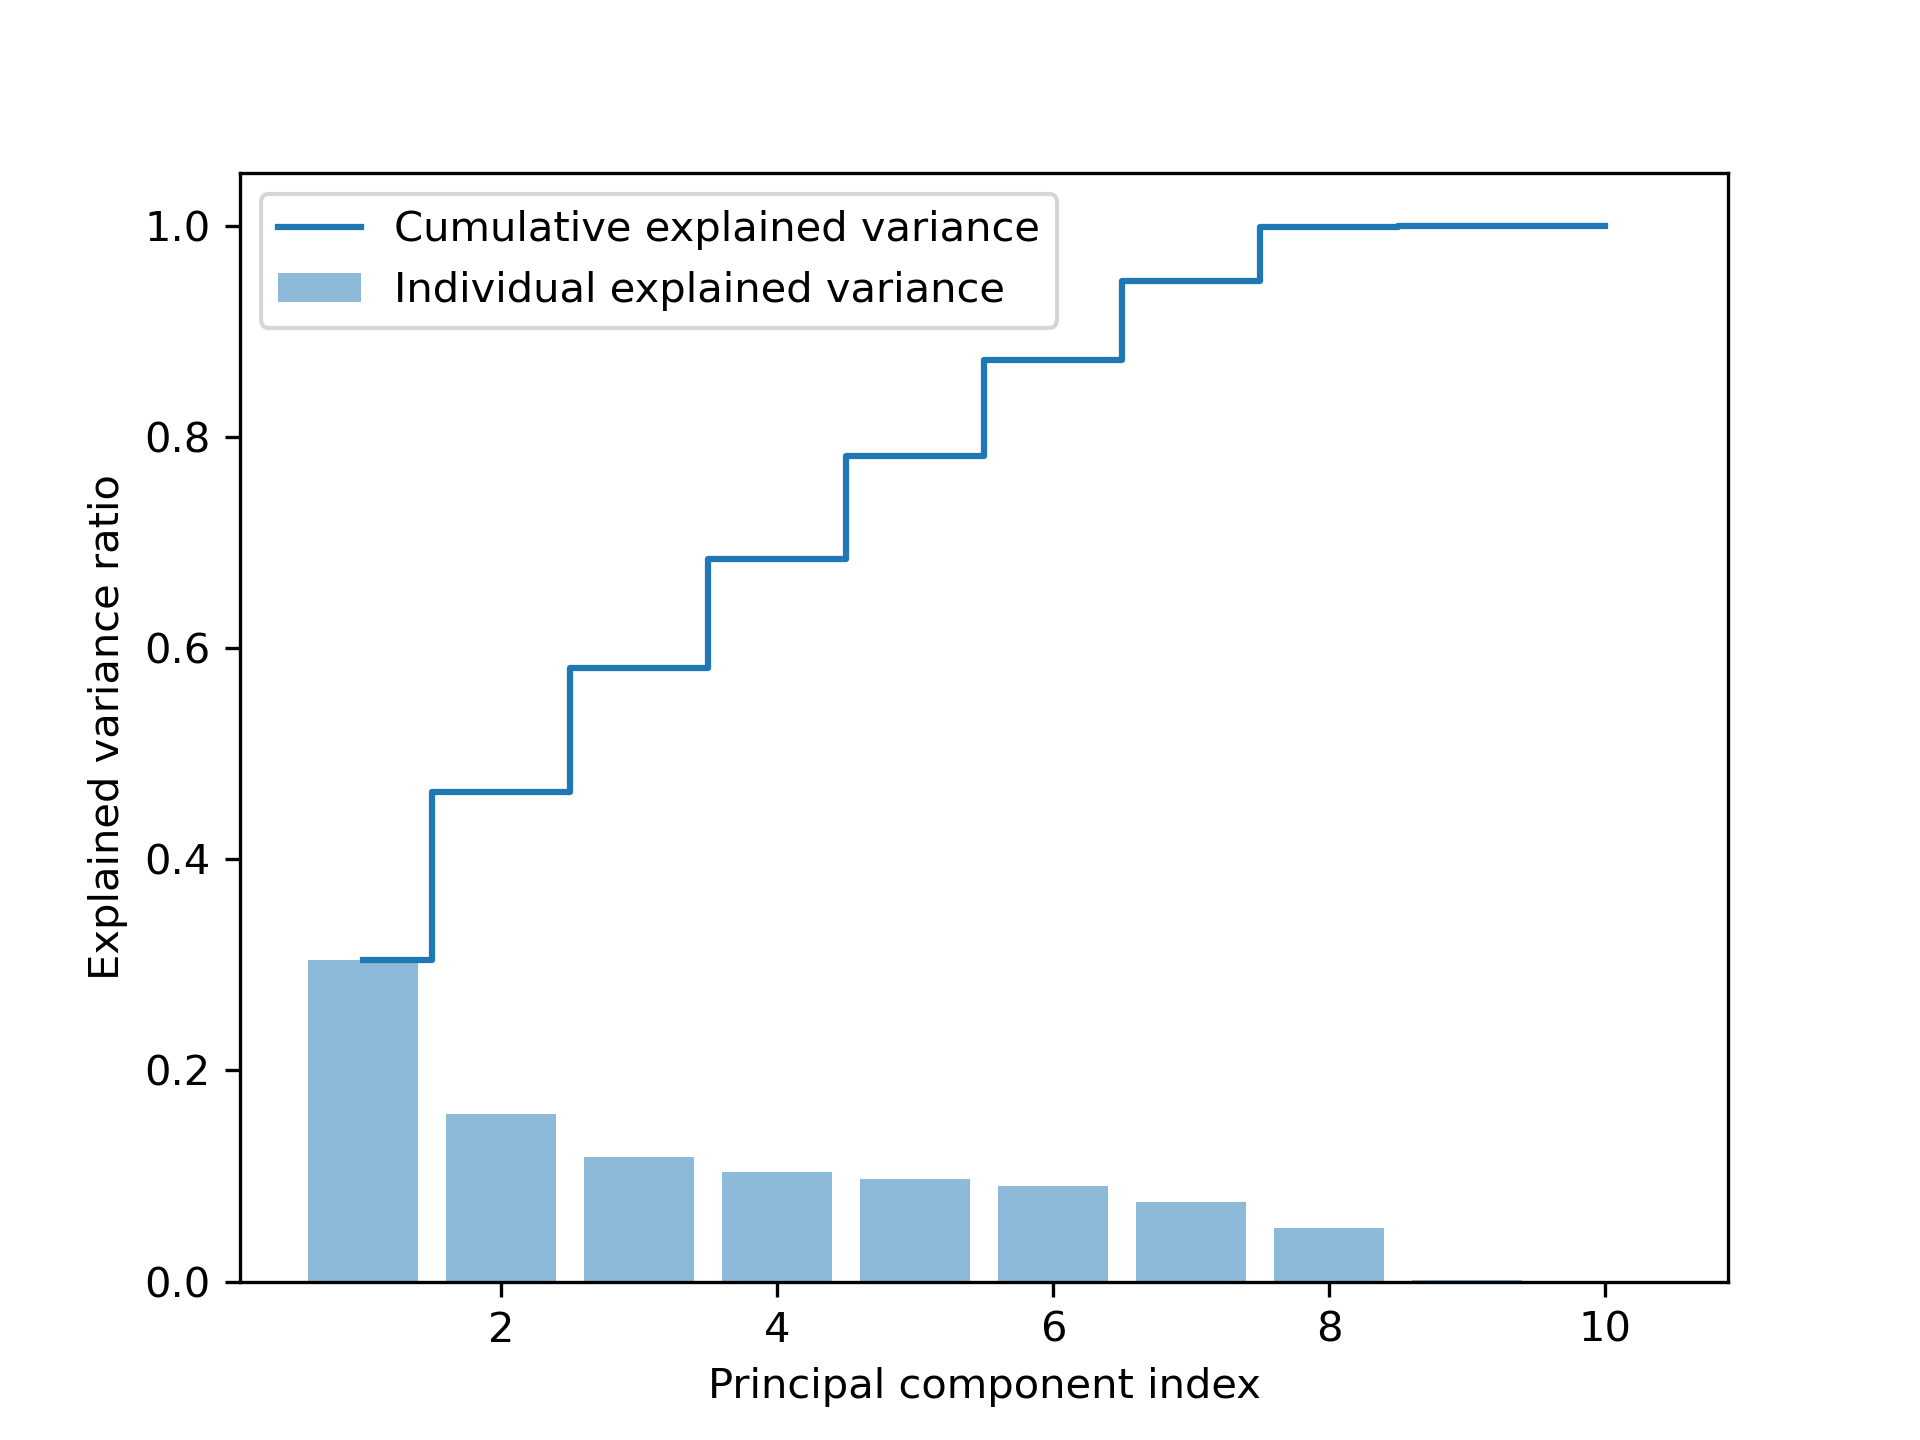 Cumulative explained variance
Individual explained variance
1.0
0.8
0.6
0.4
0.2
0.0
Explained variance ratio
2 4 6 8 10
Principal component index